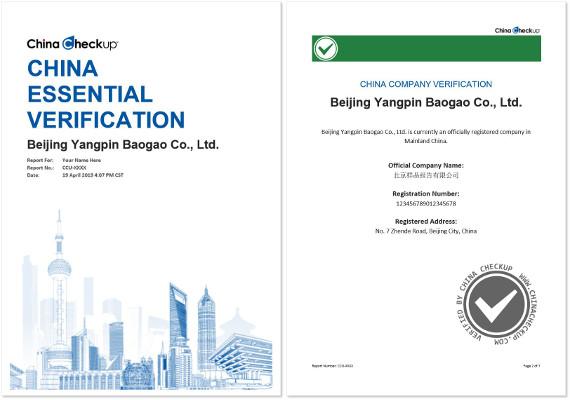 China Checkup
CHINA
ESSENTIAL
VERIFICATION
Beijing Yangpin Baogao Co., Ltd.
Report For: Your Name Here
Report No.: CCU-XXXX
Date: 19 April 2013 4:07 PM CST
China Checkup
CHINA COMPANY VERIFICATION
Beijing Yangpin Baogao Co., Ltd.
Beijing Yangpin Baogao Co., Ltd. is currently an officially registered company in
Mainland China.
Official Company Name:
北京样品报告有限公司
Registration Number:
123456789012345678
Registered Address:
No. 7 Zhende Road, Beijing City, China
VERIFIED BY CHINA CHECKUP
WWW.CHINACHECKUP.COM
Report Number: CCU-XXXX
Page 2 of